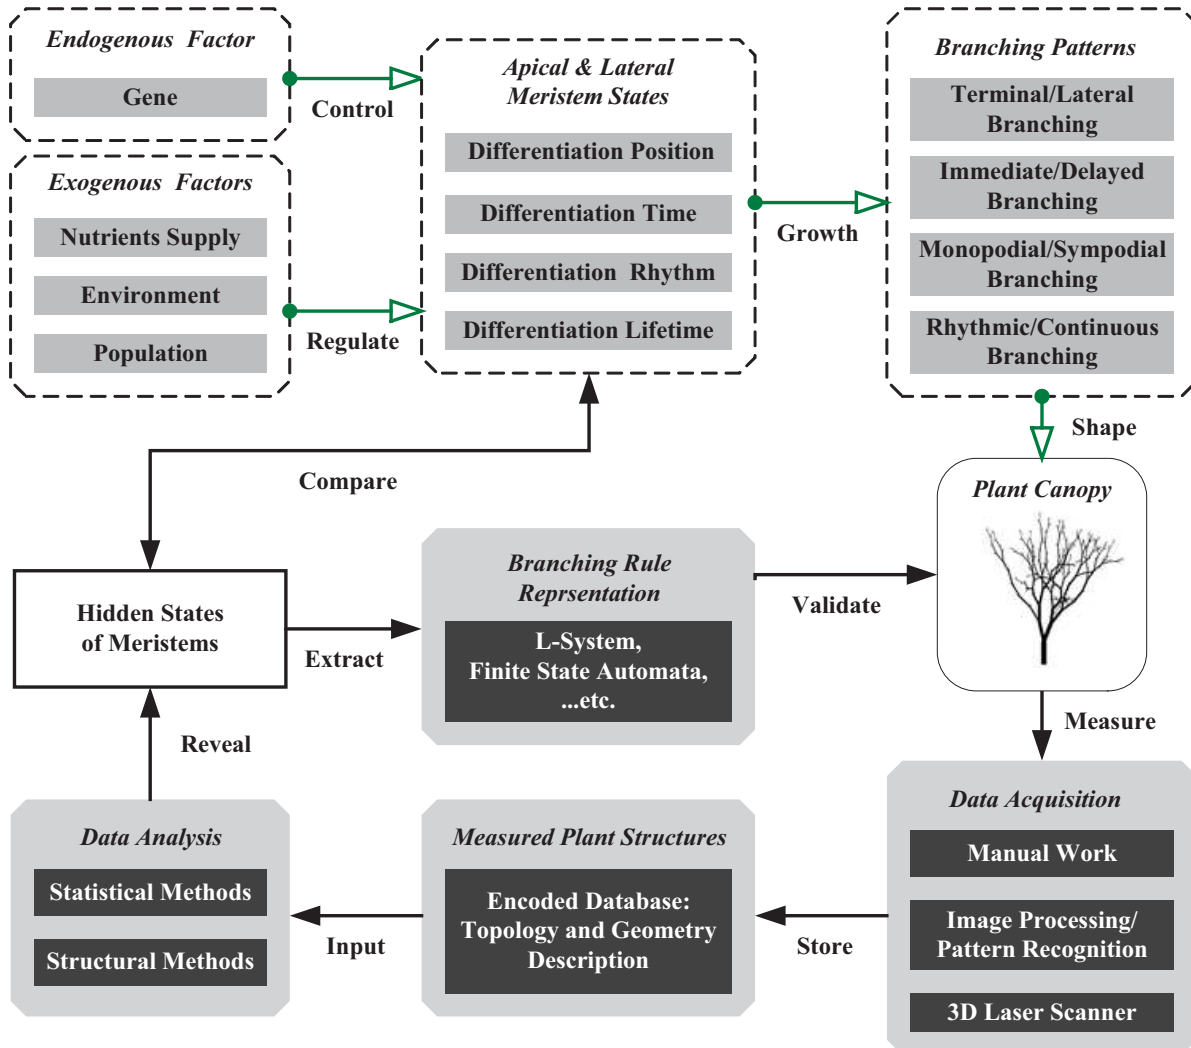 Endogenous Factor
Gene
Control
Exogenous Factors
Nutrients Supply
Environment
Population
Regulate
Apical & Lateral
Meristem States
Differentiation Position
Differentiation Time
Differentiation Rhythm
Differentiation Lifetime
Growth
Branching Patterns
Terminal/Lateral
Branching
Immediate/Delayed
Branching
Monopodial/Sympodial
Branching
Rhythmic/Continuous
Branching
Shape
Compare
Plant Canopy
Hidden States
of Meristems
Extract
Branching Rule
Reprsentation
L-System,
Finite State Automata,
...etc.
Validate
Measure
Reveal
Data Analysis
Statistical Methods
Structural Methods
Input
Measured Plant Structures
Encoded Database:
Topology and Geometry
Description
Store
Data Acquisition
Manual Work
Image Processing/
Pattern Recognition
3D Laser Scanner